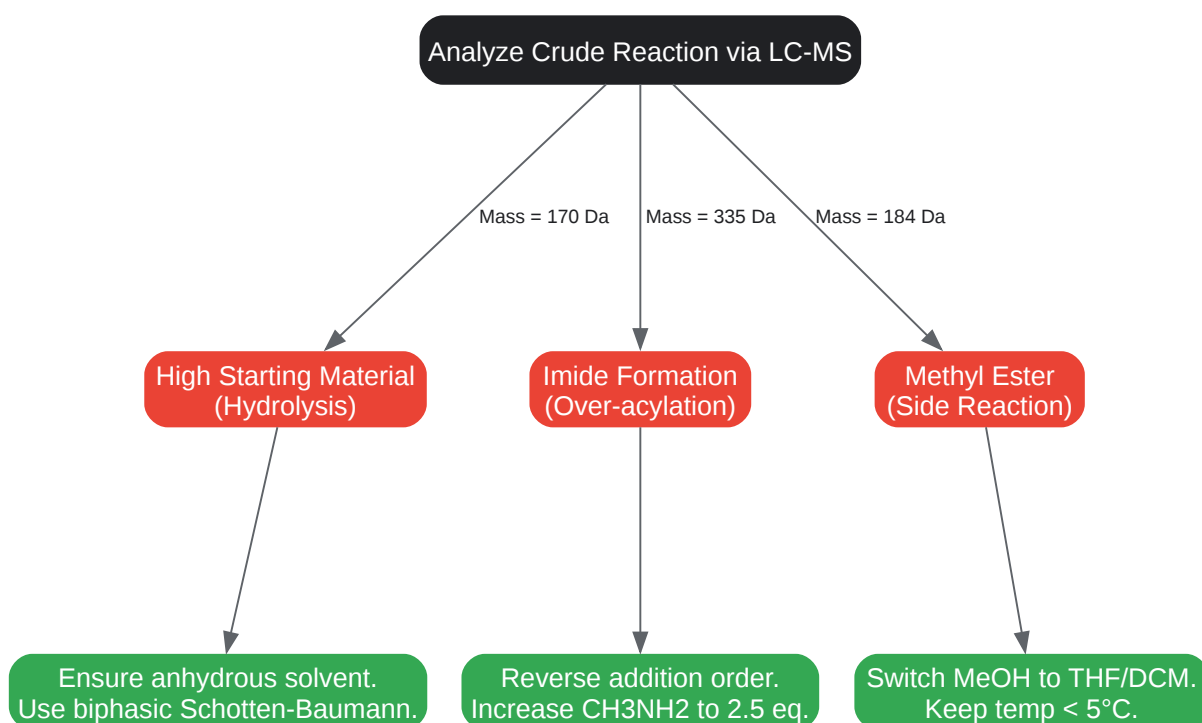 Analyze Crude Reaction via LC-MS
Mass = 170 Da
Mass = 335 Da
Mass = 184 Da
High Starting Material
(Hydrolysis)
Imide Formation
(Over-acylation)
Methyl Ester
(Side Reaction)
Ensure anhydrous solvent.
Use biphasic Schotten-Baumann.
Reverse addition order.
Increase CH3NH2 to 2.5 eq.
Switch MeOH to THF/DCM.
Keep temp < 5°C.